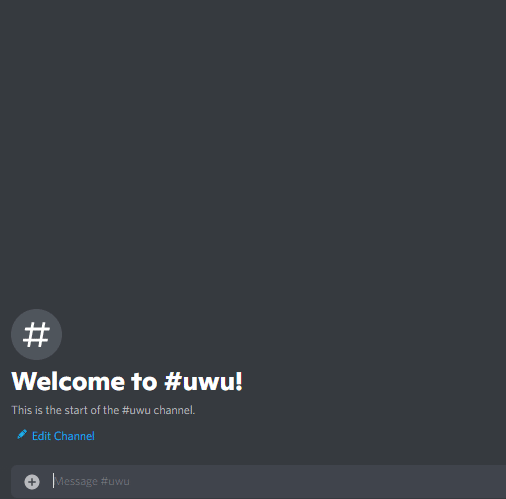 #
Welcome to #uwu!
This is the start of the #uwu channel.
Edit Channel
Message #uwu